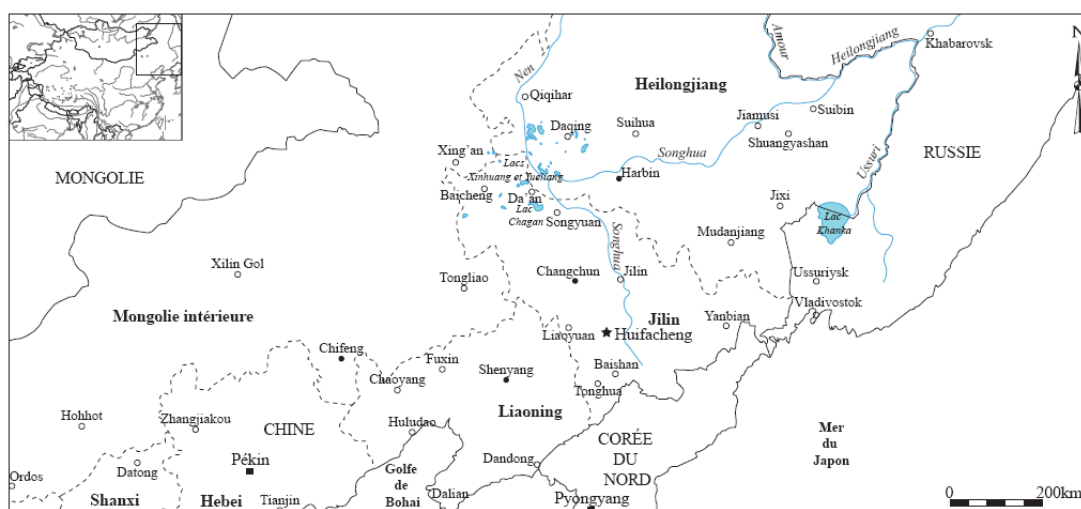 Khabarovsk
N
Amour
Heilongjiang
Nen
Heilongjiang
Qiqihar
Suibin
Jiamusi
Daqing
Suihua
Shuangyashan
Songhua
Ussuri
RUSSIE
Xing'an
Lacs
Xinhuang et Yueliang
MONGOLIE
Harbin
Baicheng
Da'an
Jixi
Lac
Chagan
Songyuan
Lac
Khanka
Mudanjiang
Songhua
Xilin Gol
Tongliao
Changchun
Jilin
Ussuriysk
Vladivostok
Mongolie intérieure
Jilin
Yanbian
Liaoyuan
Huifacheng
Chifeng
Fuxin
Shenyang
Baishan
Chaoyang
Tonghua
Hohhot
Zhangjiakou
Huludao
Liaoning
CHINE
Mer
du
Japon
CORÉE
DU
NORD
Pékin
Dandong
Datong
Ordos
Golfe
de
Bohai
Dalian
Shanxi
Hebei
Tianjin
Pyongyang
0 200km